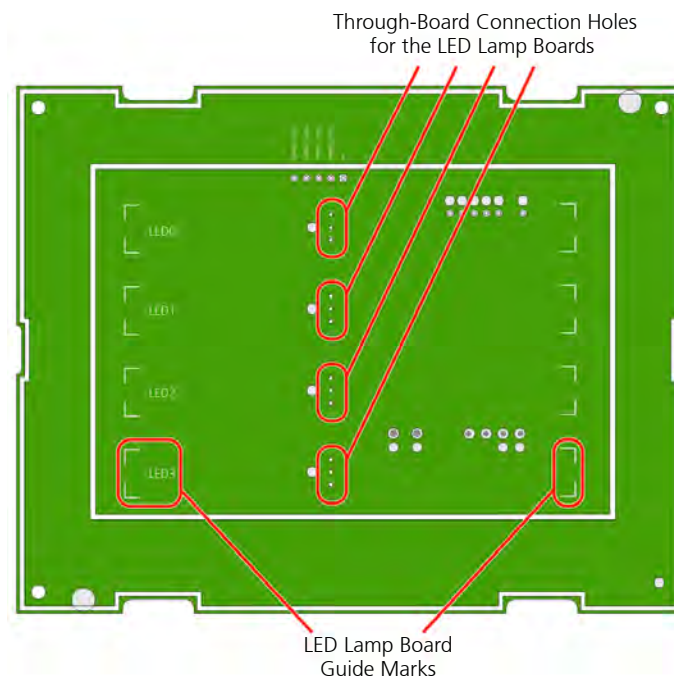 Through-Board Connection Holes
for the LED Lamp Boards
LED0
LED1
LED2
LED3
LED Lamp Board
Guide Marks